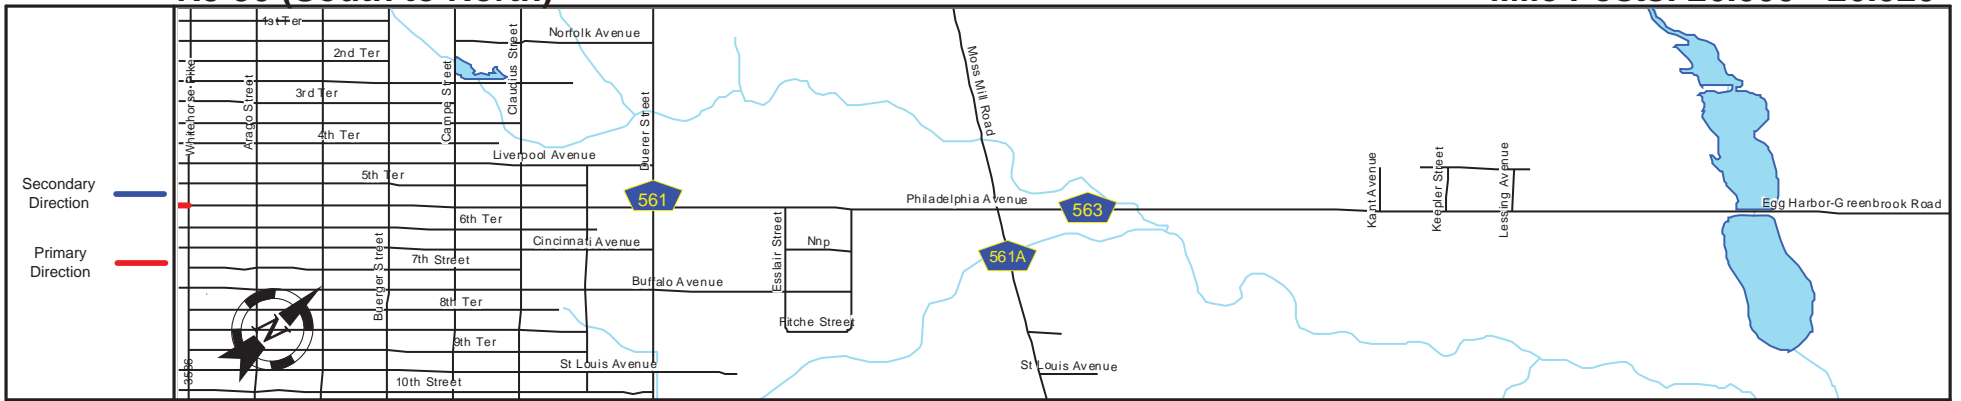 1st Ter
Norfolk Avenue
2nd Ter
Whitehorse Pike
Arago Street
Campe Street
Claudius Street
3rd Ter
4th Ter
Duerer Street
Moss Mill Road
Liverpool Avenue
5th Ter
Secondary
Direction
561
Philadelphia Avenue
563
Kant Avenue
Keepler Street
Lessing Avenue
Egg Harbor-Greenbrook Road
6th Ter
Cincinnati Avenue
Esslair Street
Nnp
561A
Primary
Direction
7th Street
Buerger Street
Buffalo Avenue
8th Ter
Fitche Street
N
9th Ter
St Louis Avenue
St Louis Avenue
10th Street